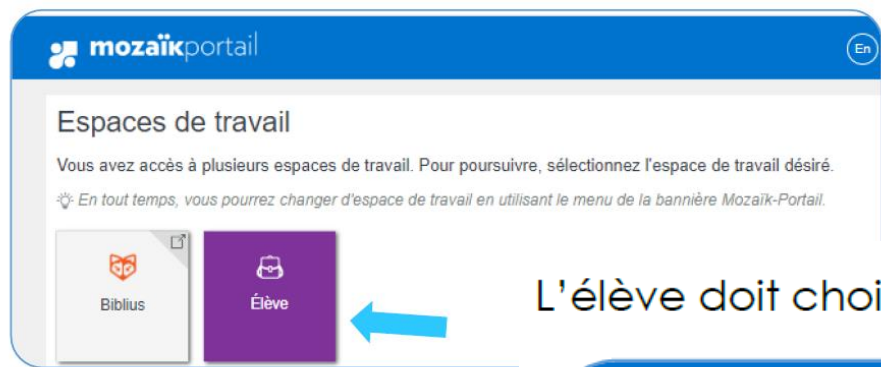 mozaïkportail
En
Espaces de travail
Vous avez accès à plusieurs espaces de travail. Pour poursuivre, sélectionnez l'espace de travail désiré.
En tout temps, vous pourrez changer d'espace de travail en utilisant le menu de la bannière Mozaïk-Portail.
Biblius
Élève
L'élève doit choi